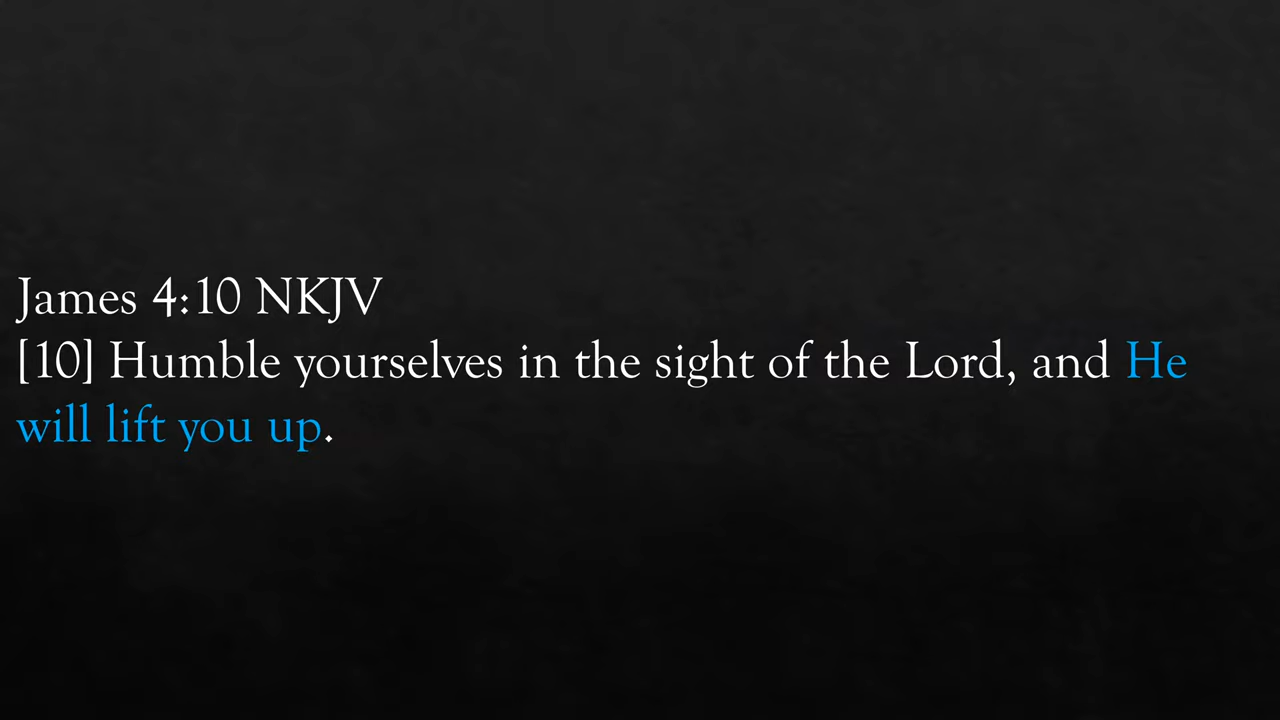 James 4:10 NKJV
[10] Humble yourselves in the sight of the Lord, and He
will lift you up.